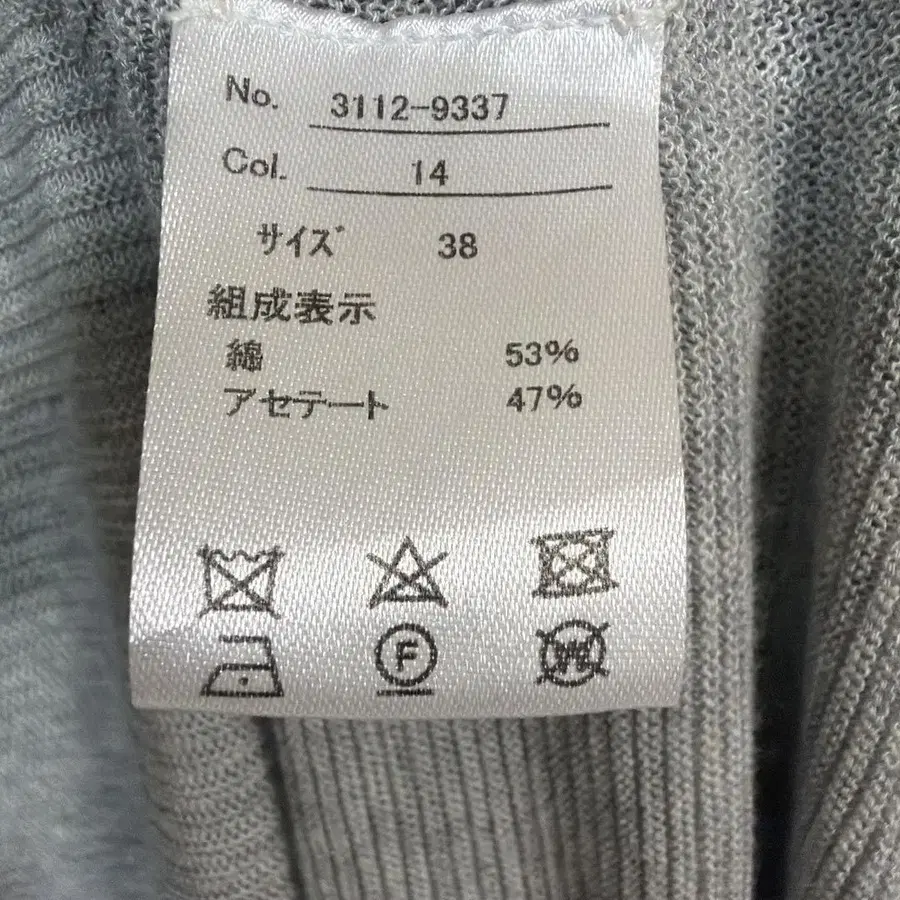 No. 3112-9337
Col. 14
サイズ 38
組成表示
綿 53%
アセテート 47%
F W